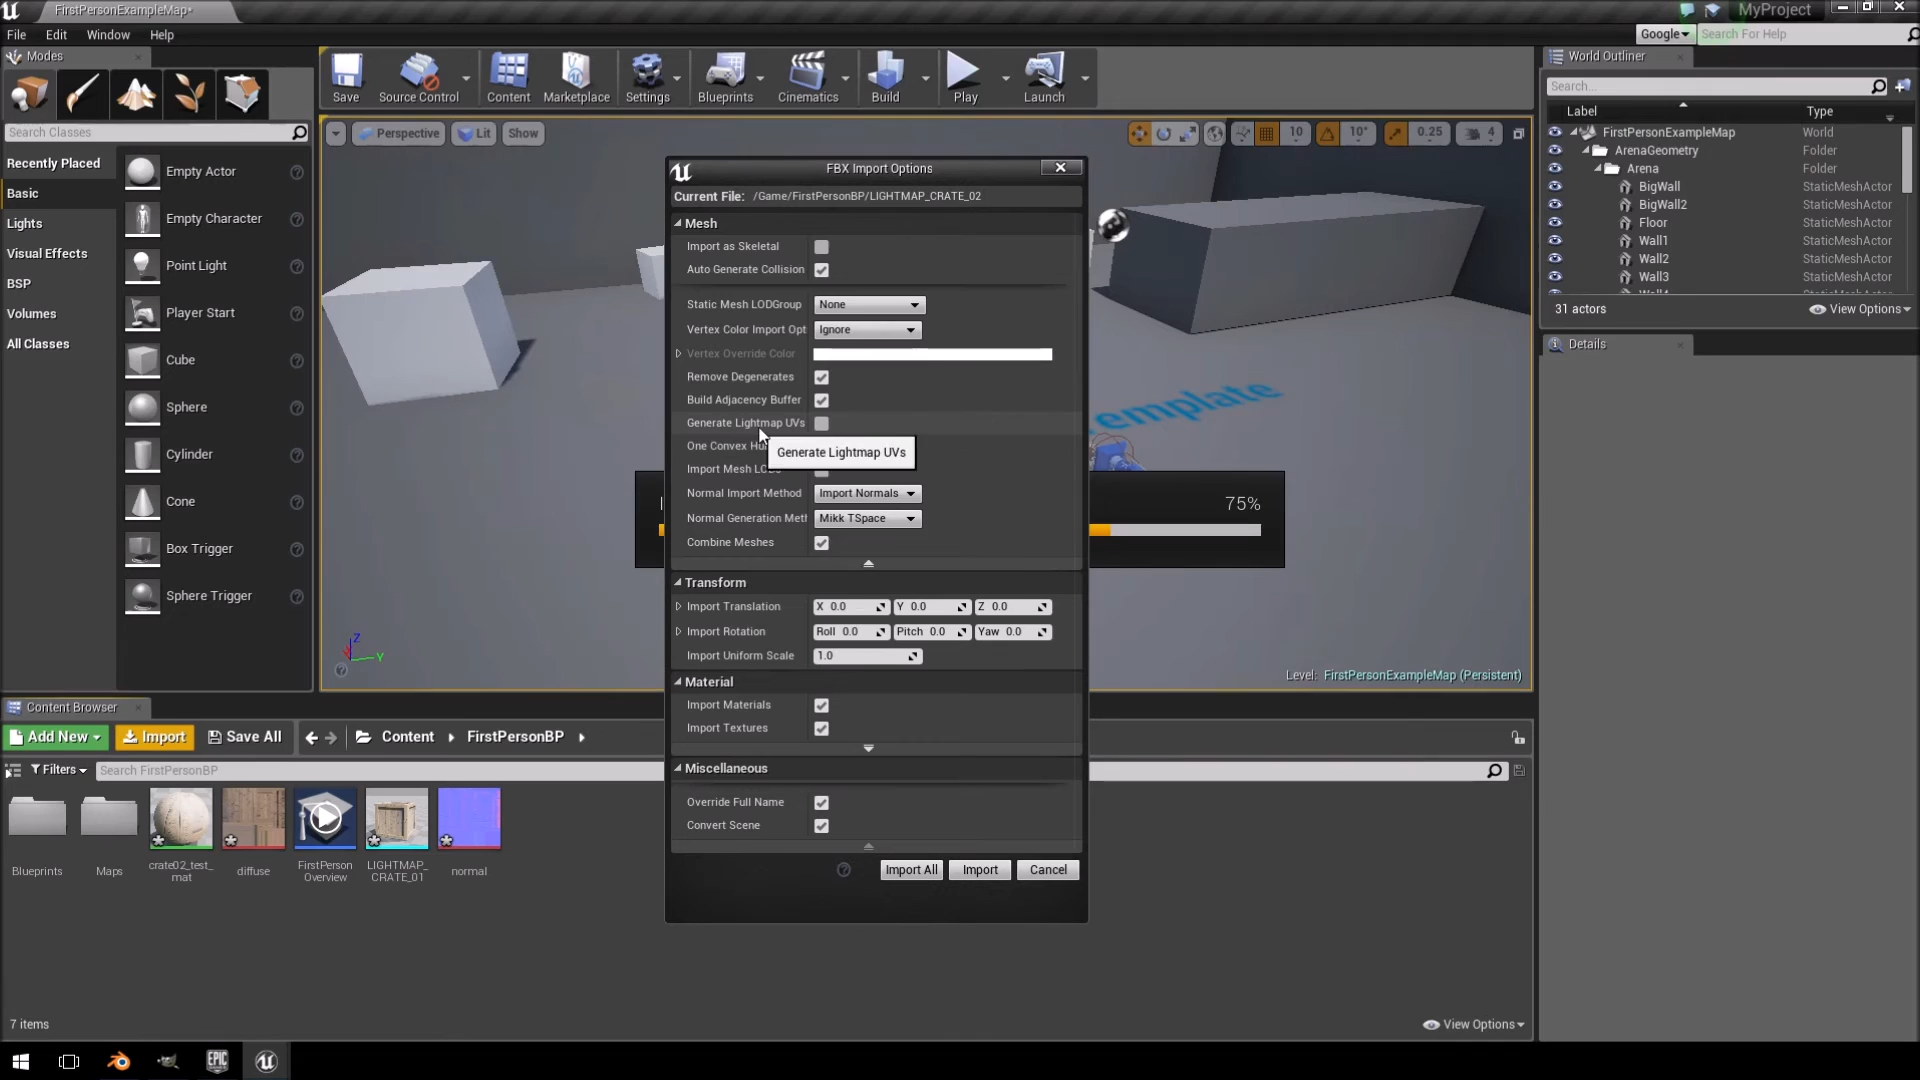 FirstPersonExampleMap*
MyProject
File Edit Window Help
Google
Search For Help
Modes
Save
Source Control
Content
Marketplace
Settings
Blueprints
Cinematics
Build
Play
Launch
Search Classes
Recently Placed
Basic
Lights
Visual Effects
BSP
Volumes
All Classes
Empty Actor
Empty Character
Point Light
Player Start
Cube
Sphere
Cylinder
Cone
Box Trigger
Sphere Trigger
Perspective
Lit
Show
10
10°
0.25
4
emplate
75%
Z
Y
Level: FirstPersonExampleMap (Persistent)
FBX Import Options
Current File: /Game/FirstPersonBP/LIGHTMAP_CRATE_02
Mesh
Import as Skeletal
Auto Generate Collision
Static Mesh LODGroup None
Vertex Color Import Opt Ignore
Vertex Override Color
Remove Degenerates
Build Adjacency Buffer
Generate Lightmap UVs
One Convex Hu
Generate Lightmap UVs
Import Mesh LODs
Normal Import Method Import Normals
Normal Generation Meth Mikk TSpace
Combine Meshes
Transform
Import Translation X 0.0 Y 0.0 Z 0.0
Import Rotation Roll 0.0 Pitch 0.0 Yaw 0.0
Import Uniform Scale 1.0
Material
Import Materials
Import Textures
Miscellaneous
Override Full Name
Convert Scene
Import All Import Cancel
World Outliner
Search...
Label Type
FirstPersonExampleMap World
ArenaGeometry Folder
Arena Folder
BigWall StaticMeshActor
BigWall2 StaticMeshActor
Floor StaticMeshActor
Wall1 StaticMeshActor
Wall2 StaticMeshActor
Wall3 StaticMeshActor
31 actors
View Options
Details
Content Browser
Add New
Import
Save All
Content
FirstPersonBP
Filters
Search FirstPersonBP
Blueprints
Maps
crate02_test_
mat
diffuse
FirstPerson
Overview
LIGHTMAP_
CRATE_01
normal
7 items
View Options
EPIC